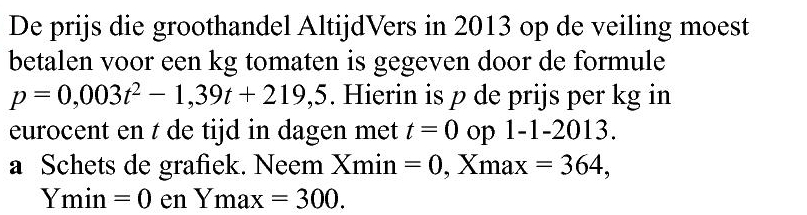 De prijs die groothandel AltijdVers in 2013 op de veiling moest
betalen voor een kg tomaten is gegeven door de formule
p = 0,003t² − 1,39t + 219,5. Hierin is p de prijs per kg in
eurocent en t de tijd in dagen met t = 0 op 1-1-2013.
a Schets de grafiek. Neem Xmin = 0, Xmax = 364,
Ymin = 0 en Ymax = 300.